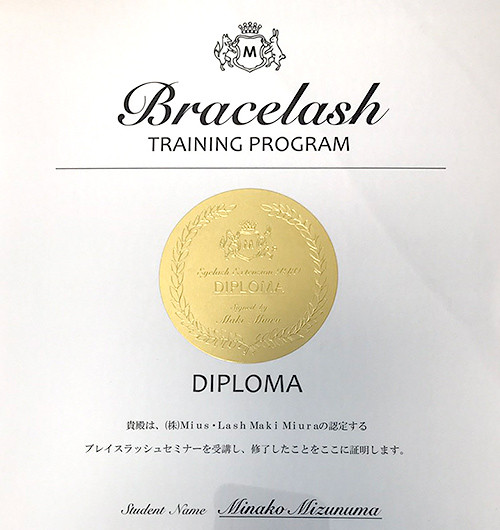 M
Bracelash
TRAINING PROGRAM
Eyelash Extension
DIPLOMA
Signed by
Maki Miura
DIPLOMA
貴殿は、(株)Mius・Lash Maki Miuraの認定する
ブレイスラッシュセミナーを受講し、修了したことをここに証明します。
Student Name Minako Mizunuma